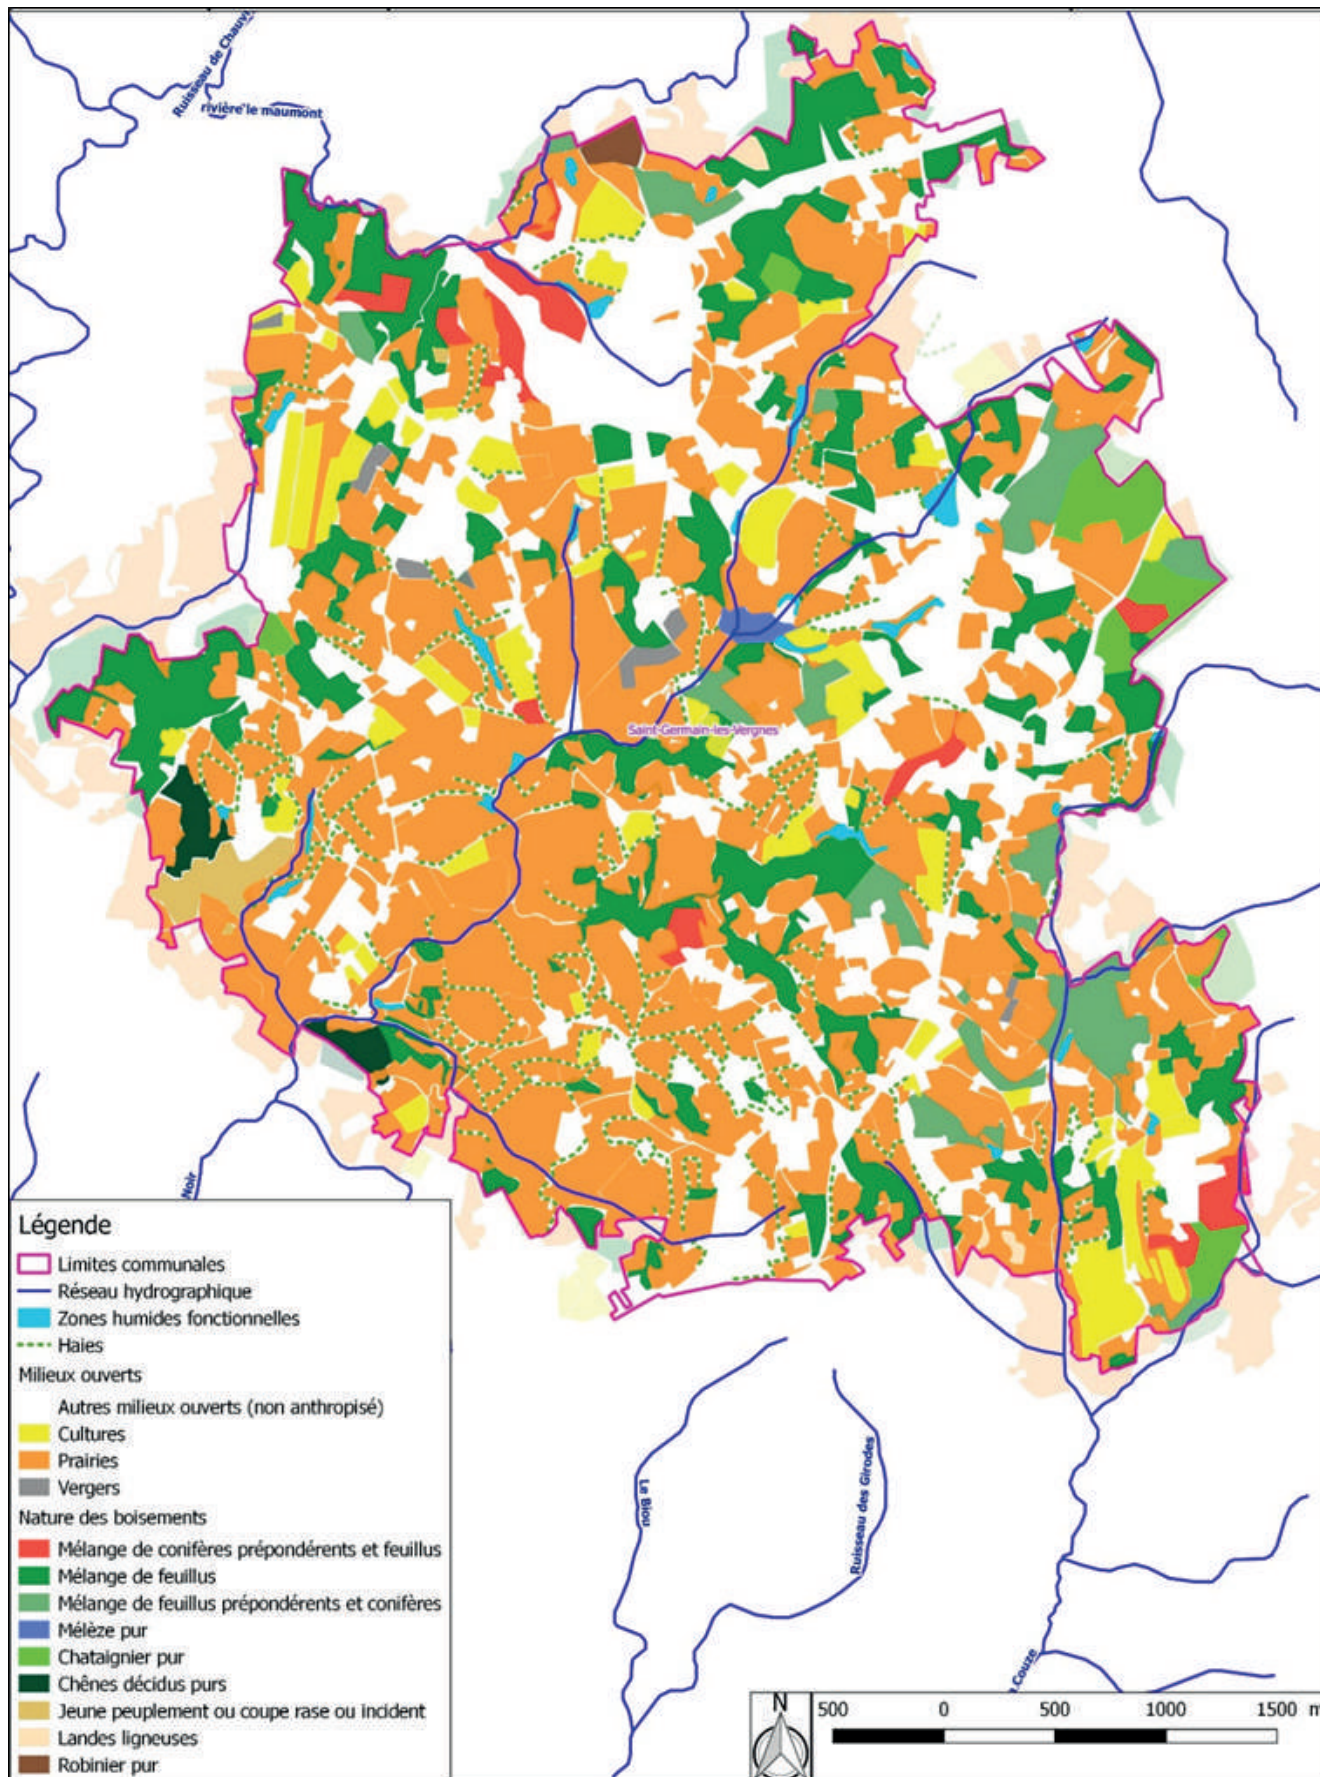 Ruisseau de Chauv
rivière le maumont
Saint-Germain-les-Vergnes
Noir
Légende
Limites communales
Réseau hydrographique
Zones humides fonctionnelles
Haies
Milieux ouverts
Autres milieux ouverts (non anthropisé)
Cultures
Prairies
Vergers
Nature des boisements
Mélange de conifères prépondérents et feuillus
Mélange de feuillus
Mélange de feuillus prépondérents et conifères
Mélèze pur
Chataignier pur
Chênes décidus purs
Jeune peuplement ou coupe rase ou incident
Landes ligneuses
Robinier pur
Le Biou
Ruisseau des Girodes
Couze
N
500 0 500 1000 1500 m